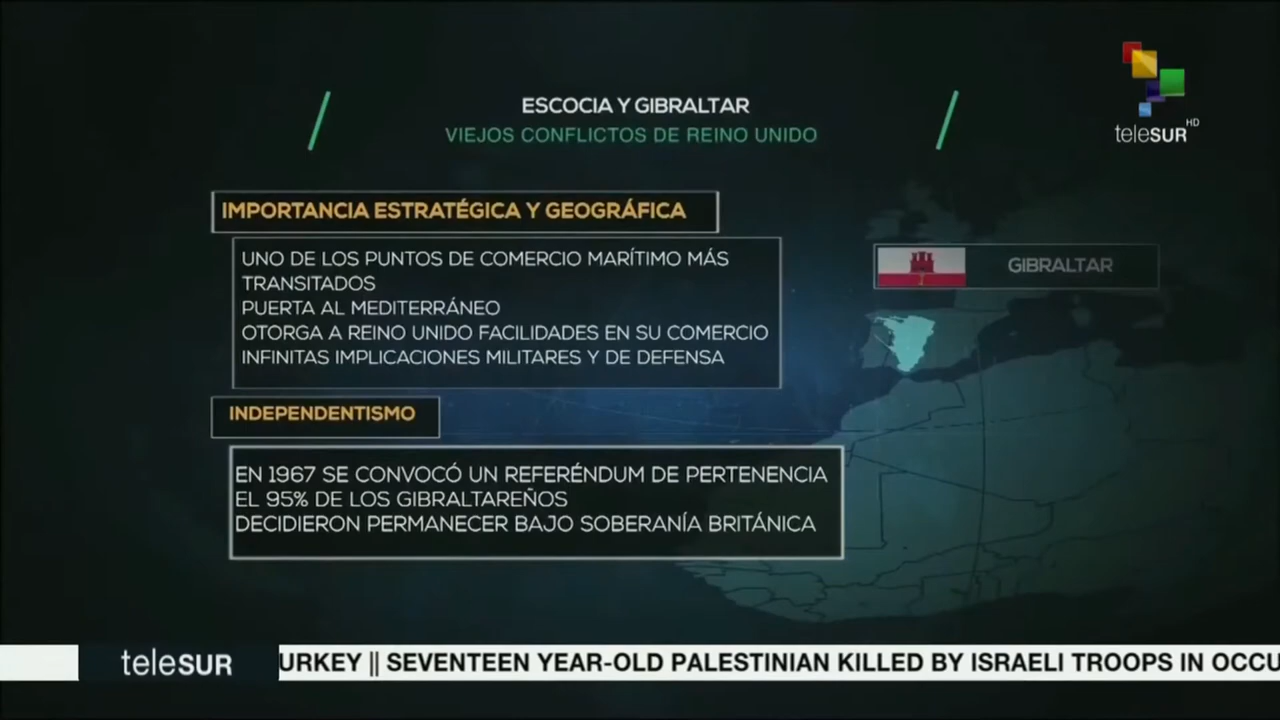 ESCOCIA Y GIBRALTAR
VIEJOS CONFLICTOS DE REINO UNIDO
teleSUR HD
IMPORTANCIA ESTRATÉGICA Y GEOGRÁFICA
UNO DE LOS PUNTOS DE COMERCIO MARÍTIMO MÁS
TRANSITADOS
PUERTA AL MEDITERRÁNEO
OTORGA A REINO UNIDO FACILIDADES EN SU COMERCIO
INFINITAS IMPLICACIONES MILITARES Y DE DEFENSA
GIBRALTAR
INDEPENDENTISMO
EN 1967 SE CONVOCÓ UN REFERÉNDUM DE PERTENENCIA
EL 95% DE LOS GIBRALTAREÑOS
DECIDIERON PERMANECER BAJO SOBERANÍA BRITÁNICA
teleSUR
URKEY || SEVENTEEN YEAR-OLD PALESTINIAN KILLED BY ISRAELI TROOPS IN OCCU